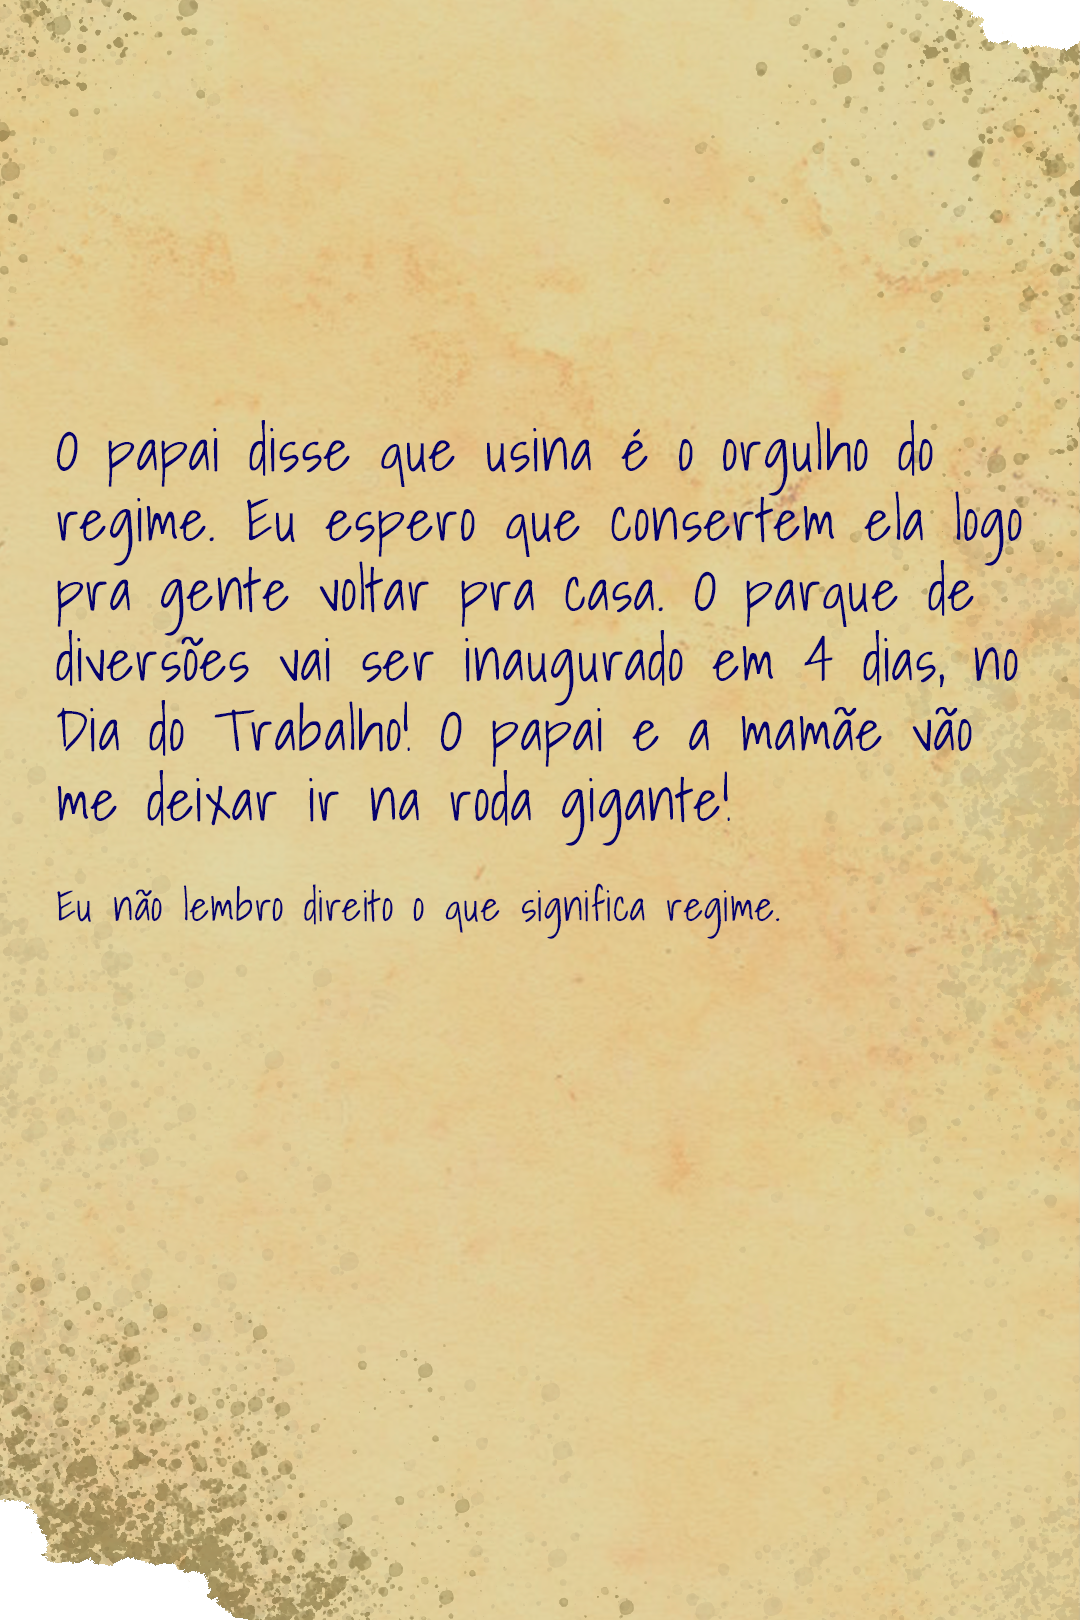 O papai disse que usina é o orgulho do
regime. Eu espero que consertem ela logo
pra gente voltar pra casa. O parque de
diversões vai ser inaugurado em 4 dias, no
Dia do Trabalho! O papai e a mamãe vão
me deixar ir na roda gigante!
Eu não lembro direito o que significa regime.